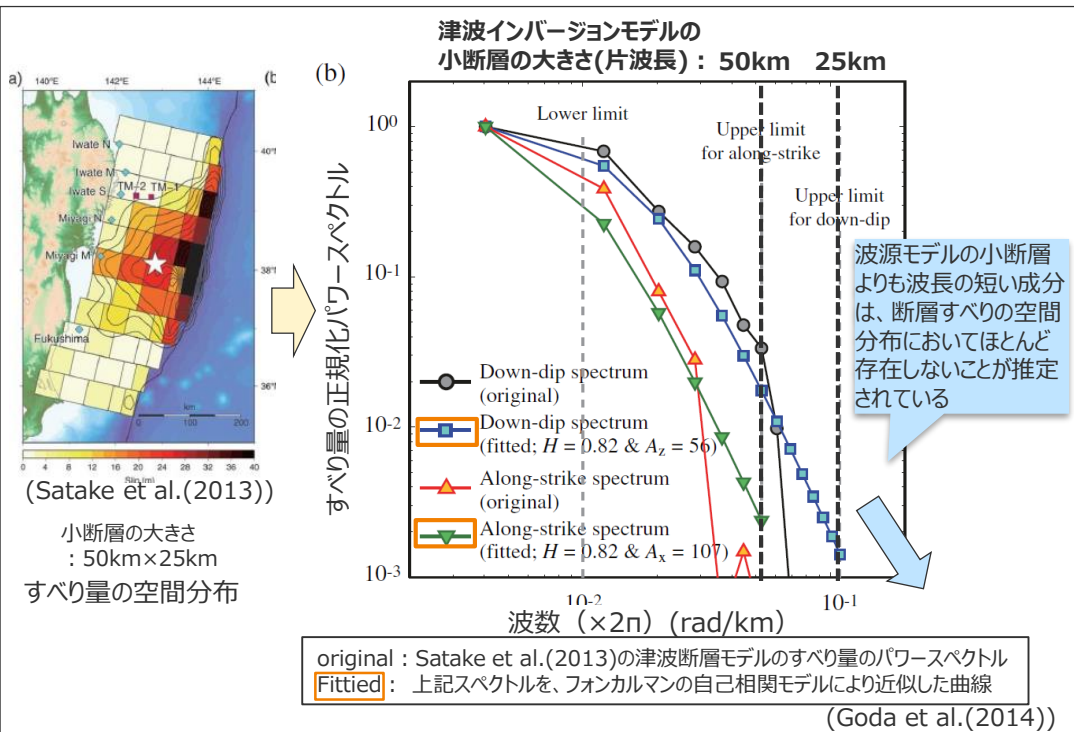 津波インバージョンモデルの
小断層の大きさ(片波長)： 50km 25km
a)
140°E
142°E
144°E
(b
Iwate N
Iwate M
Iwate S
TM-2
TM-1
Miyagi N
Miyagi M
Fukushima
40°N
38°N
36°N
km
0 100 200
0 4 8 12 16 20 24 28 32 36 40
Slip (m)
(Satake et al.(2013))
小断層の大きさ
：50km×25km
すべり量の空間分布
(b)
すべり量の正規化パワースペクトル
10⁰
10⁻¹
10⁻²
10⁻³
Lower limit
Upper limit
for along-strike
Upper limit
for down-dip
Down-dip spectrum
(original)
Down-dip spectrum
(fitted; H = 0.82 & Az = 56)
Along-strike spectrum
(original)
Along-strike spectrum
(fitted; H = 0.82 & Ax = 107)
10⁻²
10⁻¹
波数（×2π）(rad/km)
波源モデルの小断層
よりも波長の短い成分
は、断層すべりの空間
分布においてほとんど
存在しないことが推定
されている
original：Satake et al.(2013)の津波断層モデルのすべり量のパワースペクトル
Fittied： 上記スペクトルを、フォンカルマンの自己相関モデルにより近似した曲線
(Goda et al.(2014))